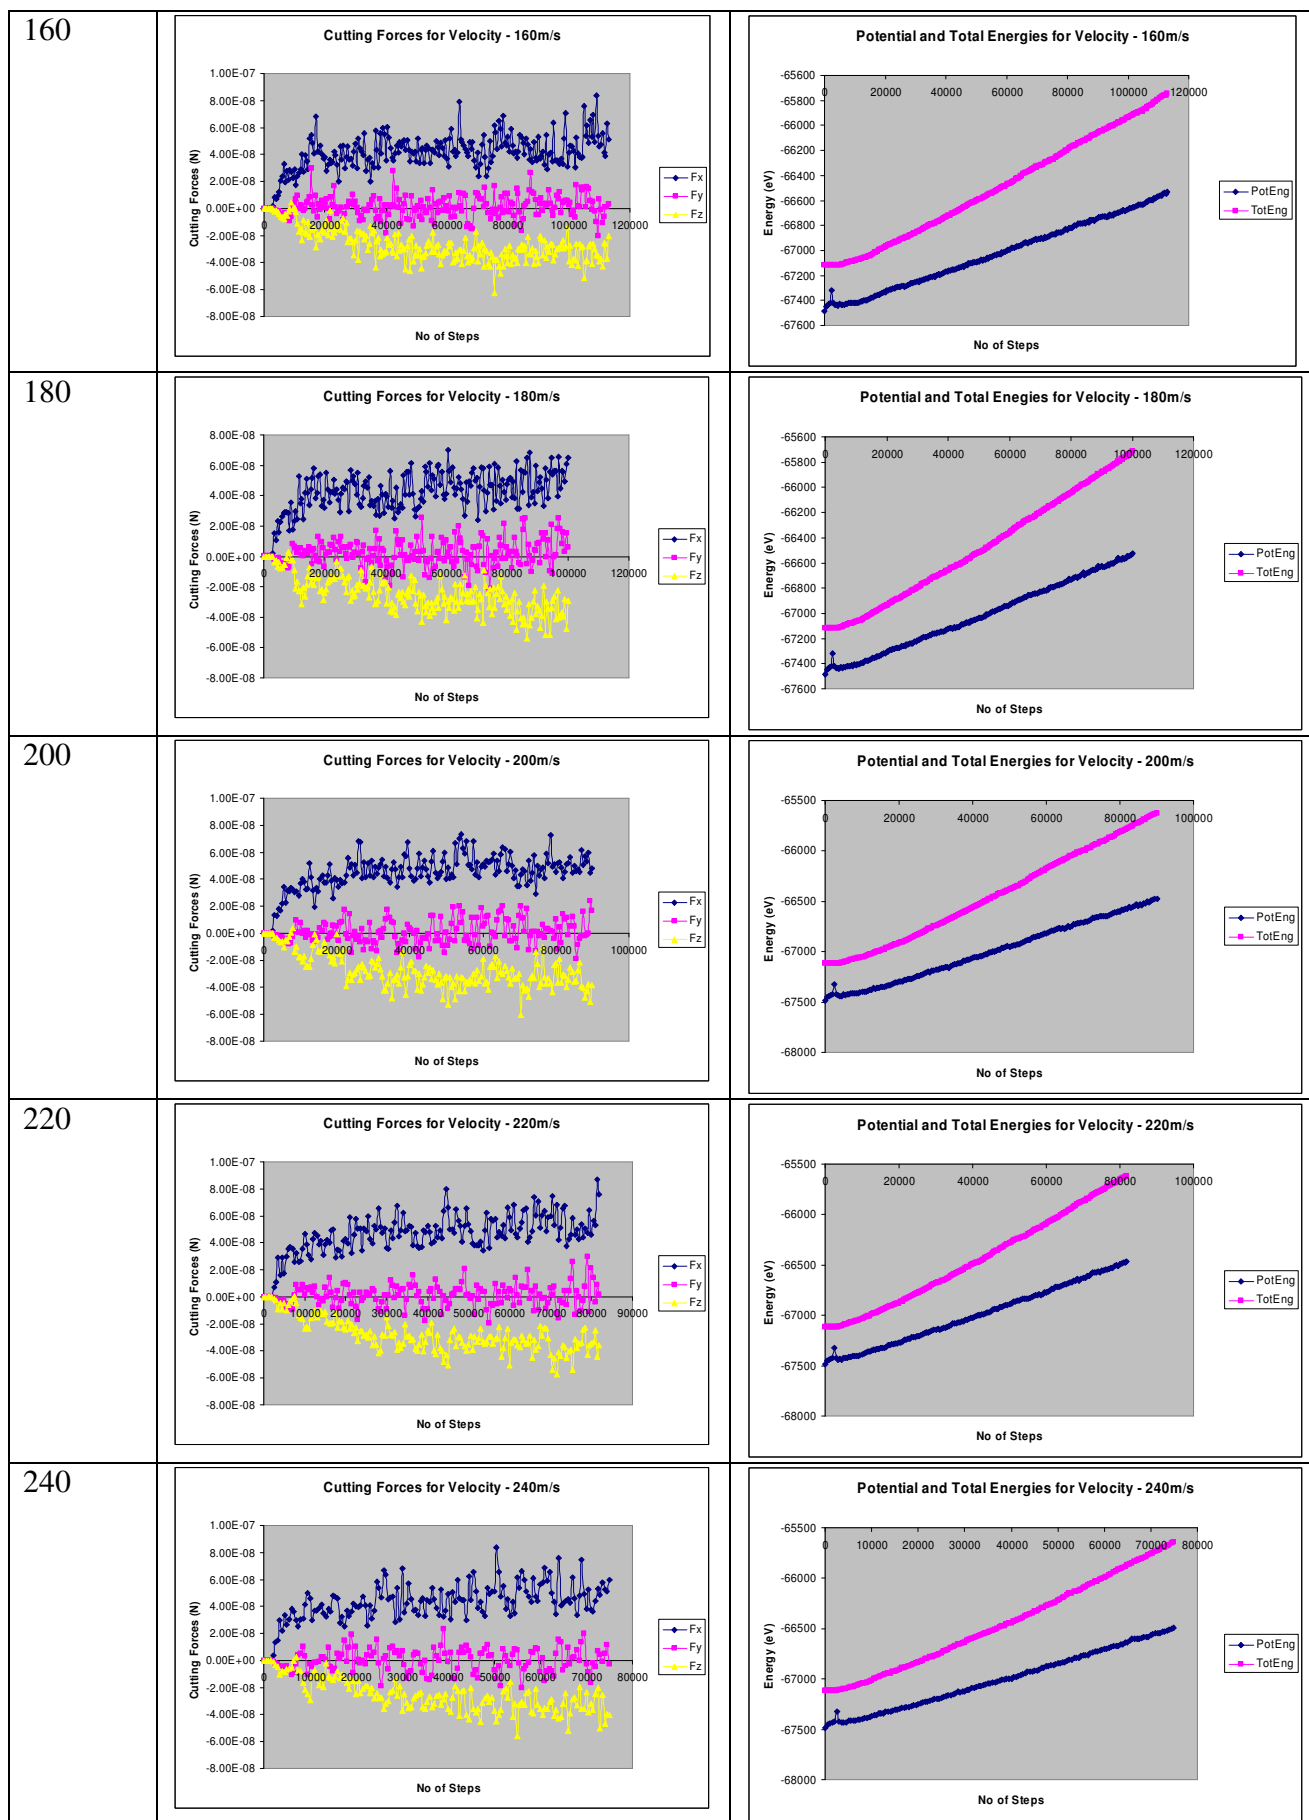 160
Cutting Forces for Velocity - 160m/s
1.00E-07
8.00E-08
6.00E-08
4.00E-08
2.00E-08
0.00E+00
-2.00E-08
-4.00E-08
-6.00E-08
-8.00E-08
0 20000 40000 60000 80000 100000 120000
Cutting Forces (N)
No of Steps
Fx
Fy
Fz
Potential and Total Energies for Velocity - 160m/s
-65600
-65800
-66000
-66200
-66400
-66600
-66800
-67000
-67200
-67400
-67600
0 20000 40000 60000 80000 100000 120000
Energy (eV)
No of Steps
PotEng
TotEng
180
Cutting Forces for Velocity - 180m/s
8.00E-08
6.00E-08
4.00E-08
2.00E-08
0.00E+00
-2.00E-08
-4.00E-08
-6.00E-08
-8.00E-08
0 20000 40000 60000 80000 100000 120000
Cutting Forces (N)
No of Steps
Fx
Fy
Fz
Potential and Total Enegies for Velocity - 180m/s
-65600
-65800
-66000
-66200
-66400
-66600
-66800
-67000
-67200
-67400
-67600
0 20000 40000 60000 80000 100000 120000
Energy (eV)
No of Steps
PotEng
TotEng
200
Cutting Forces for Velocity - 200m/s
1.00E-07
8.00E-08
6.00E-08
4.00E-08
2.00E-08
0.00E+00
-2.00E-08
-4.00E-08
-6.00E-08
-8.00E-08
0 20000 40000 60000 80000 100000
Cutting Forces (N)
No of Steps
Fx
Fy
Fz
Potential and Total Energies for Velocity - 200m/s
-65500
-66000
-66500
-67000
-67500
-68000
0 20000 40000 60000 80000 100000
Energy (eV)
No of Steps
PotEng
TotEng
220
Cutting Forces for Velocity - 220m/s
1.00E-07
8.00E-08
6.00E-08
4.00E-08
2.00E-08
0.00E+00
-2.00E-08
-4.00E-08
-6.00E-08
-8.00E-08
0 10000 20000 30000 40000 50000 60000 70000 80000 90000
Cutting Forces (N)
No of Steps
Fx
Fy
Fz
Potential and Total Energies for Velocity - 220m/s
-65500
-66000
-66500
-67000
-67500
-68000
0 20000 40000 60000 80000 100000
Energy (eV)
No of Steps
PotEng
TotEng
240
Cutting Forces for Velocity - 240m/s
1.00E-07
8.00E-08
6.00E-08
4.00E-08
2.00E-08
0.00E+00
-2.00E-08
-4.00E-08
-6.00E-08
-8.00E-08
0 10000 20000 30000 40000 50000 60000 70000 80000
Cutting Forces (N)
No of Steps
Fx
Fy
Fz
Potential and Total Energies for Velocity - 240m/s
-65500
-66000
-66500
-67000
-67500
-68000
0 10000 20000 30000 40000 50000 60000 70000 80000
Energy (eV)
No of Steps
PotEng
TotEng